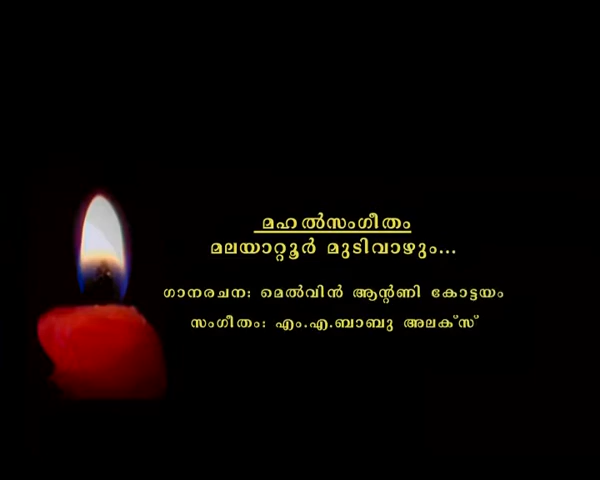 മഹൽസംഗീതം
മലയാറ്റൂർ മുടിവാഴും...
ഗാനരചന: മെൽവിൻ ആന്റണി കോട്ടയം
സംഗീതം: എം.എ.ബാബു അലക്സ്